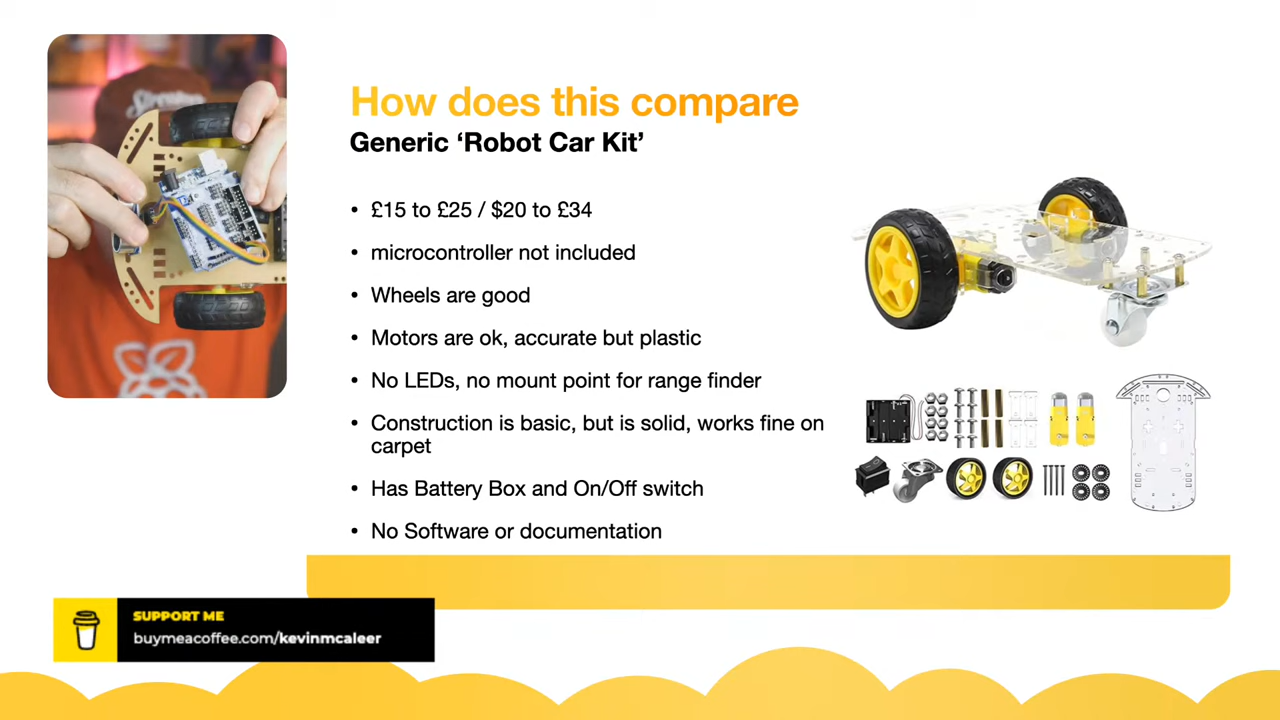 How does this compare
Generic ‘Robot Car Kit’
• £15 to £25 / $20 to £34
• microcontroller not included
• Wheels are good
• Motors are ok, accurate but plastic
• No LEDs, no mount point for range finder
• Construction is basic, but is solid, works fine on
carpet
• Has Battery Box and On/Off switch
• No Software or documentation
SUPPORT ME
buymeacoffee.com/kevinmcaleer